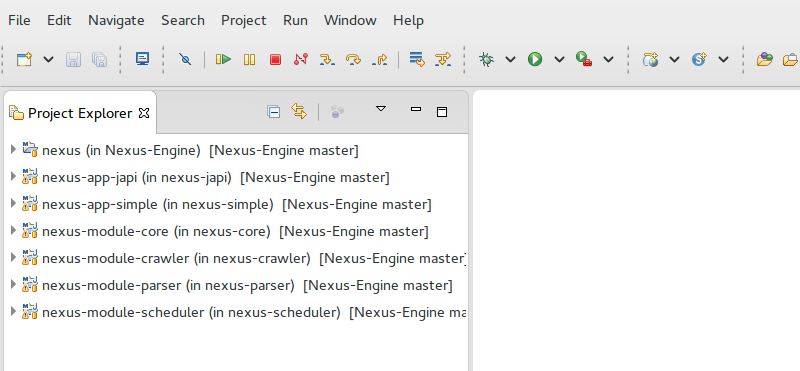 File Edit Navigate Search Project Run Window Help
Project Explorer
nexus (in Nexus-Engine) [Nexus-Engine master]
nexus-app-japi (in nexus-japi) [Nexus-Engine master]
nexus-app-simple (in nexus-simple) [Nexus-Engine master]
nexus-module-core (in nexus-core) [Nexus-Engine master]
nexus-module-crawler (in nexus-crawler) [Nexus-Engine master]
nexus-module-parser (in nexus-parser) [Nexus-Engine master]
nexus-module-scheduler (in nexus-scheduler) [Nexus-Engine ma